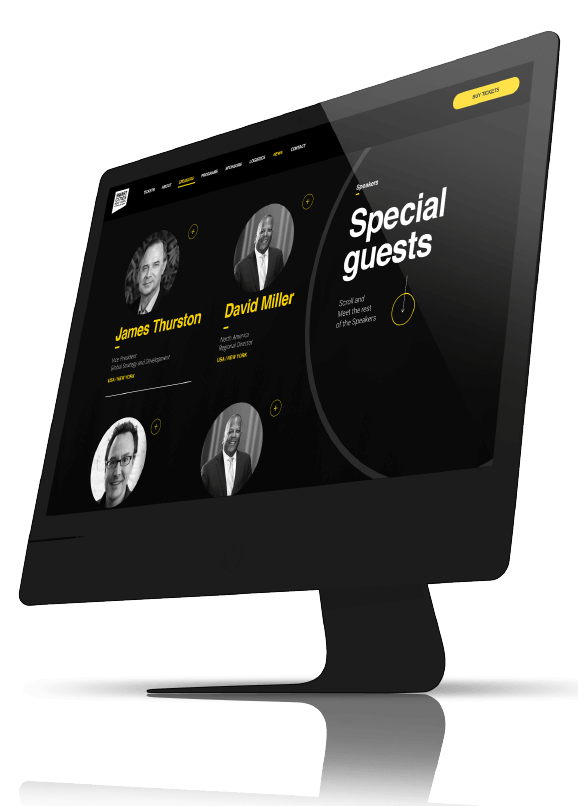 TICKETS
ABOUT
SPEAKERS
PROGRAMS
SPONSORS
LOGISTICS
NEWS
CONTACT
BUY TICKETS
Speakers
Special
guests
Scroll and
Meet the rest
of the Speakers
James Thurston
Vice President
Global Strategy and Development
USA / NEW YORK
David Miller
North America
Regional Director
USA / NEW YORK